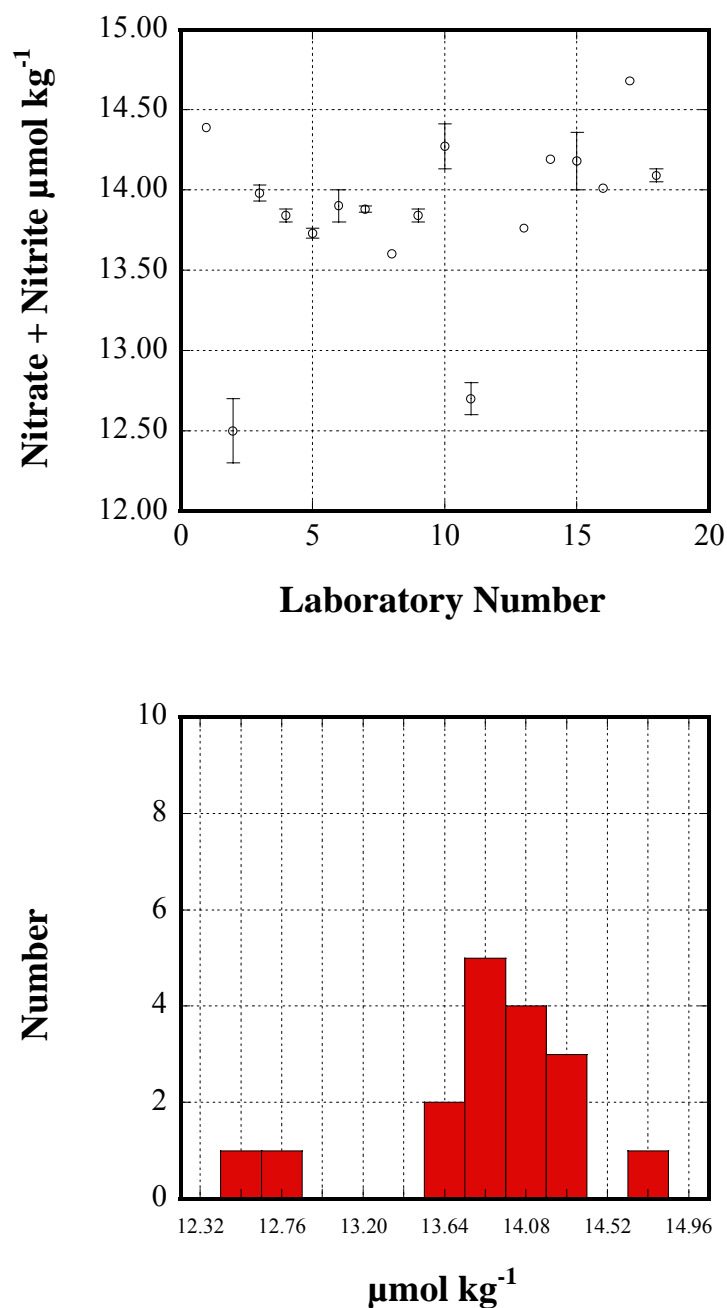 Nitrate + Nitrite µmol kg⁻¹
15.00
14.50
14.00
13.50
13.00
12.50
12.00
0 5 10 15 20
Laboratory Number
Number
10
8
6
4
2
0
12.32 12.76 13.20 13.64 14.08 14.52 14.96
µmol kg⁻¹